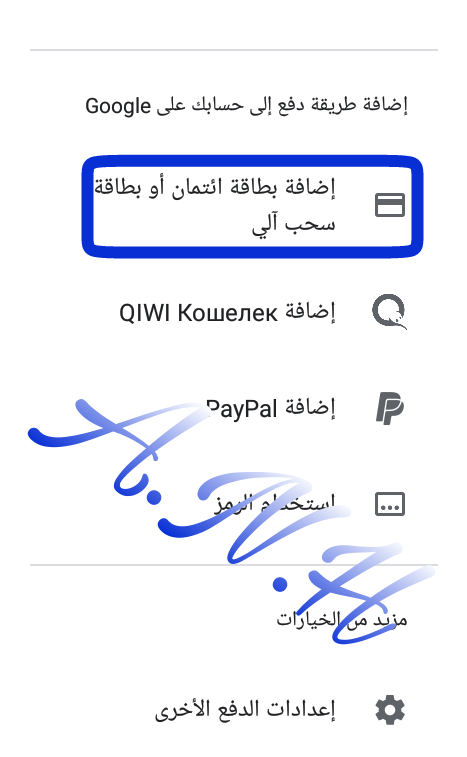 إضافة طريقة دفع إلى حسابك على Google
إضافة بطاقة ائتمان أو بطاقة
سحب آلي
إضافة QIWI Кошелек
إضافة PayPal
استخدام الرمز
مزيد من الخيارات
إعدادات الدفع الأخرى